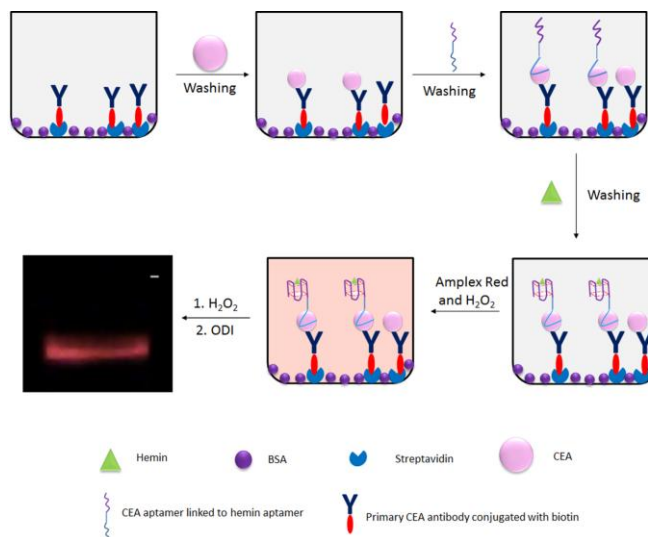 Washing
Washing
Washing
Amplex Red
and H₂O₂
1. H₂O₂
2. ODI
Hemin
BSA
Streptavidin
CEA
CEA aptamer linked to hemin aptamer
Primary CEA antibody conjugated with biotin